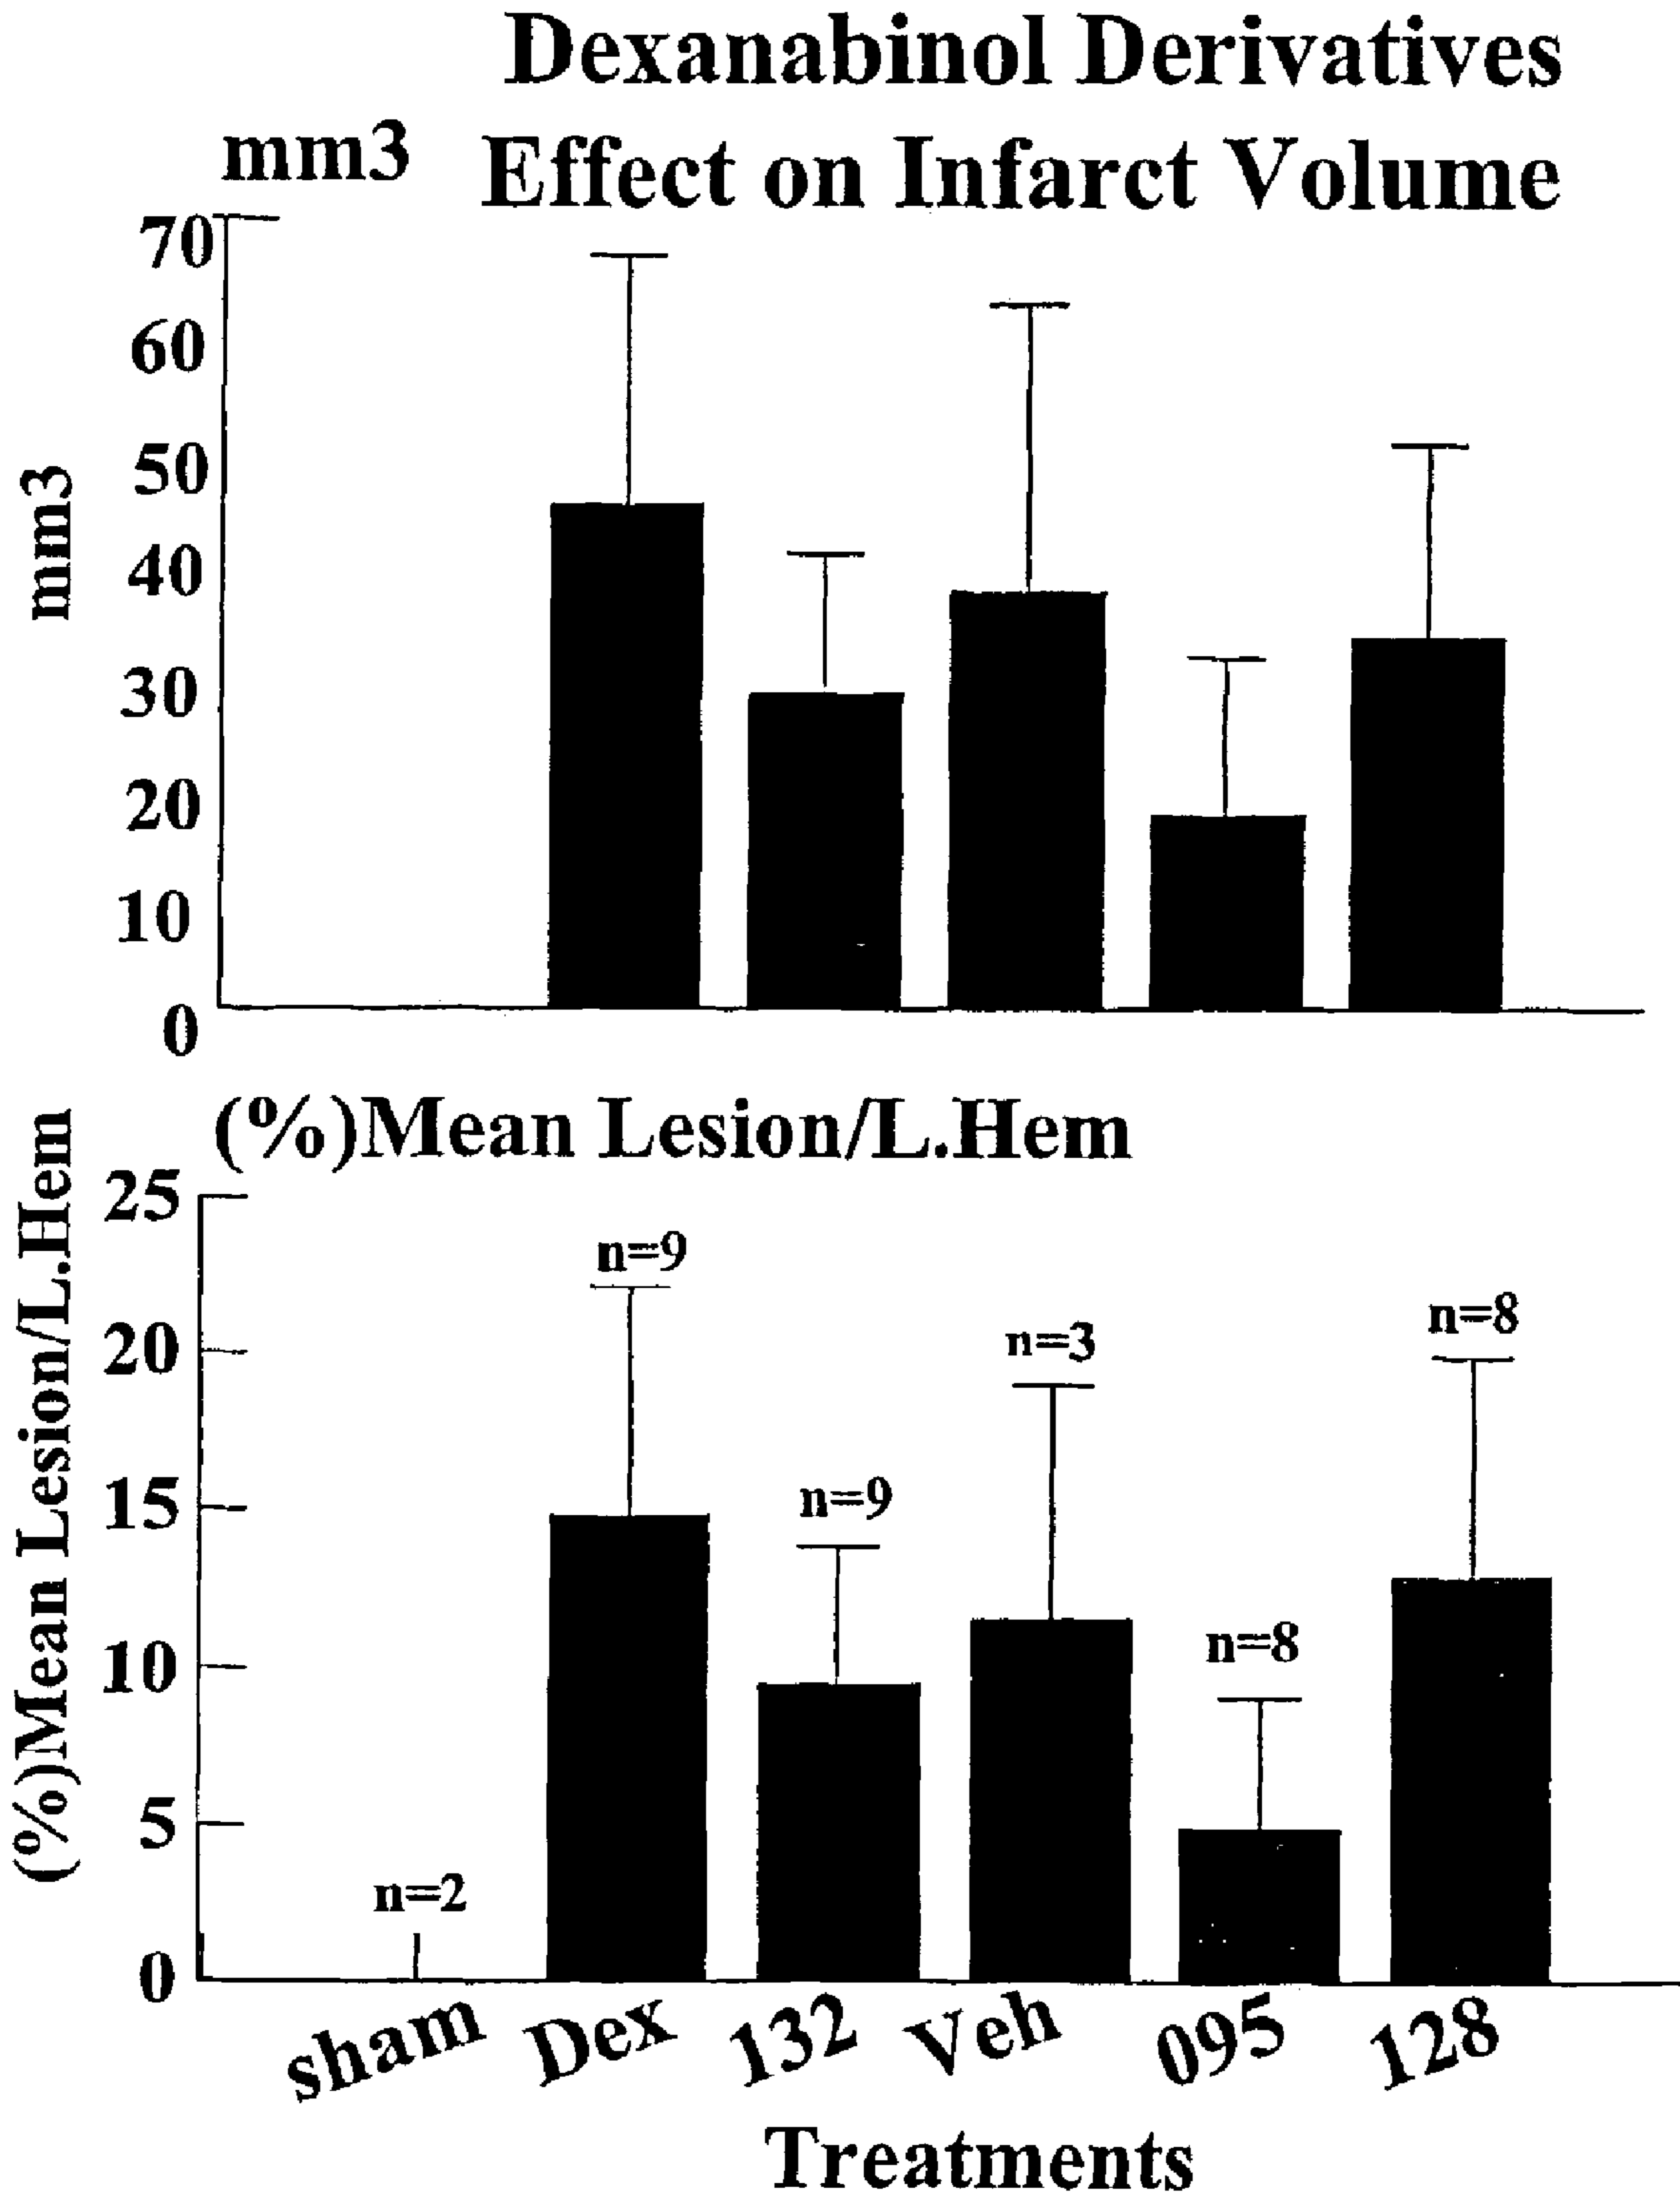 Dexanabinol Derivatives
mm3 Effect on Infarct Volume
70
60
50
40
30
20
10
0
mm3
(%)Mean Lesion/L.Hem
25
20
15
10
5
0
(%)Mean Lesion/L.Hem
n=2
n=9
n=9
n=3
n=8
n=8
sham Dex 132 Veh 095 128
Treatments